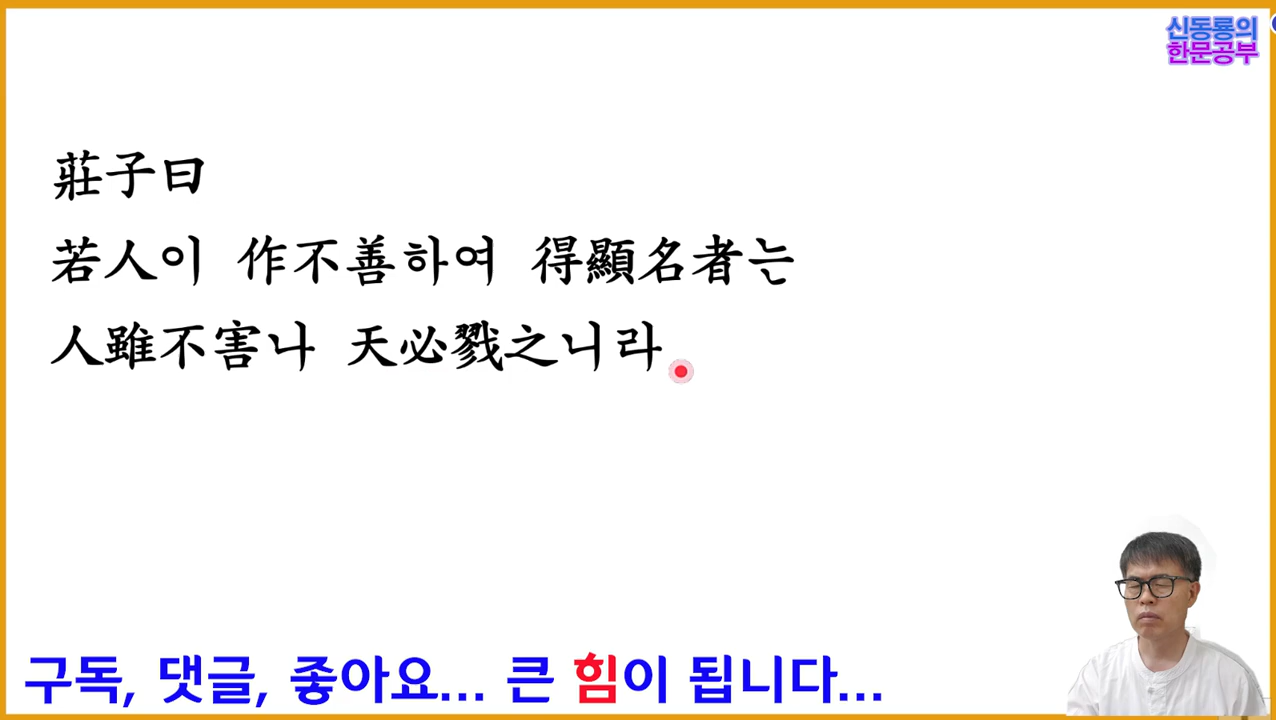 신동룡의
한문공부
莊子曰
若人이 作不善하여 得顯名者는
人雖不害나 天必戮之니라
구독, 댓글, 좋아요... 큰 힘이 됩니다...